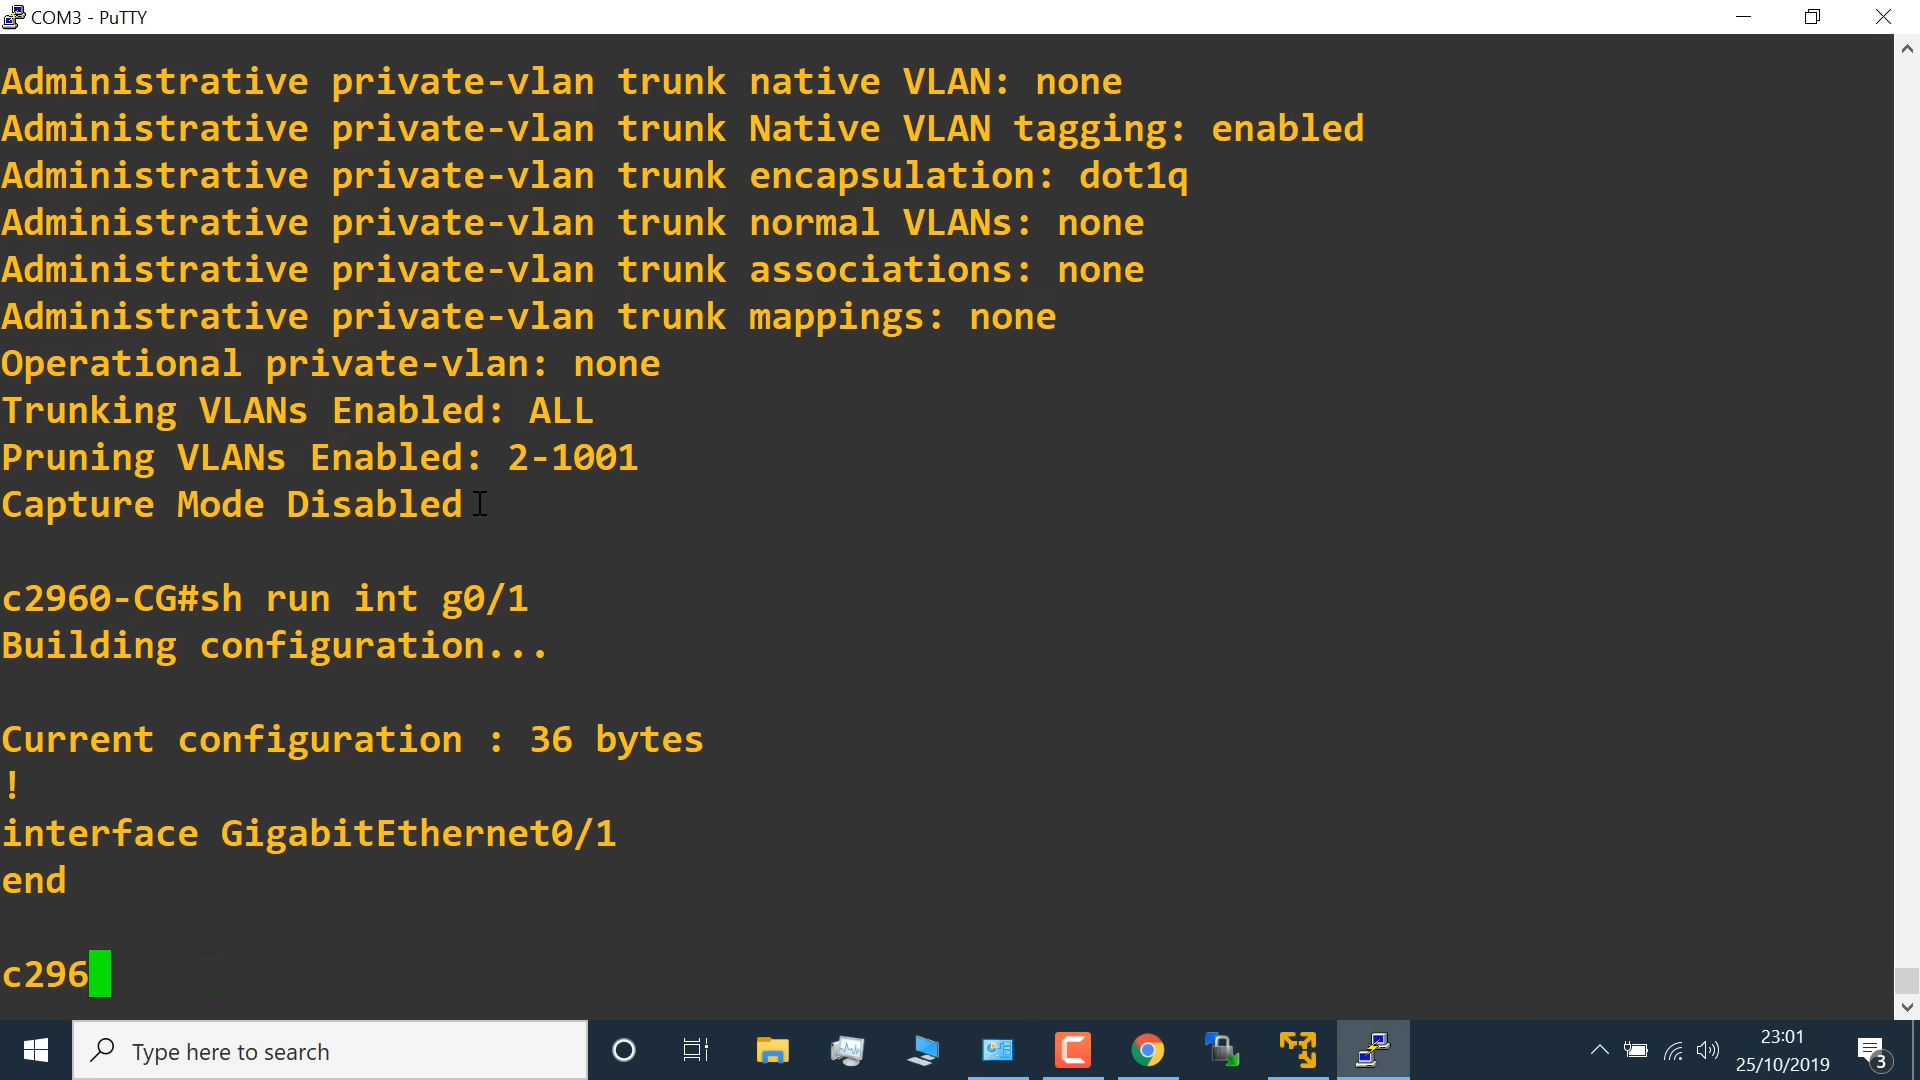 COM3 - PuTTY
Administrative private-vlan trunk native VLAN: none
Administrative private-vlan trunk Native VLAN tagging: enabled
Administrative private-vlan trunk encapsulation: dot1q
Administrative private-vlan trunk normal VLANs: none
Administrative private-vlan trunk associations: none
Administrative private-vlan trunk mappings: none
Operational private-vlan: none
Trunking VLANs Enabled: ALL
Pruning VLANs Enabled: 2-1001
Capture Mode Disabled
c2960-CG#sh run int g0/1
Building configuration...
Current configuration : 36 bytes
!
interface GigabitEthernet0/1
end
c296
Type here to search
23:01
25/10/2019
3